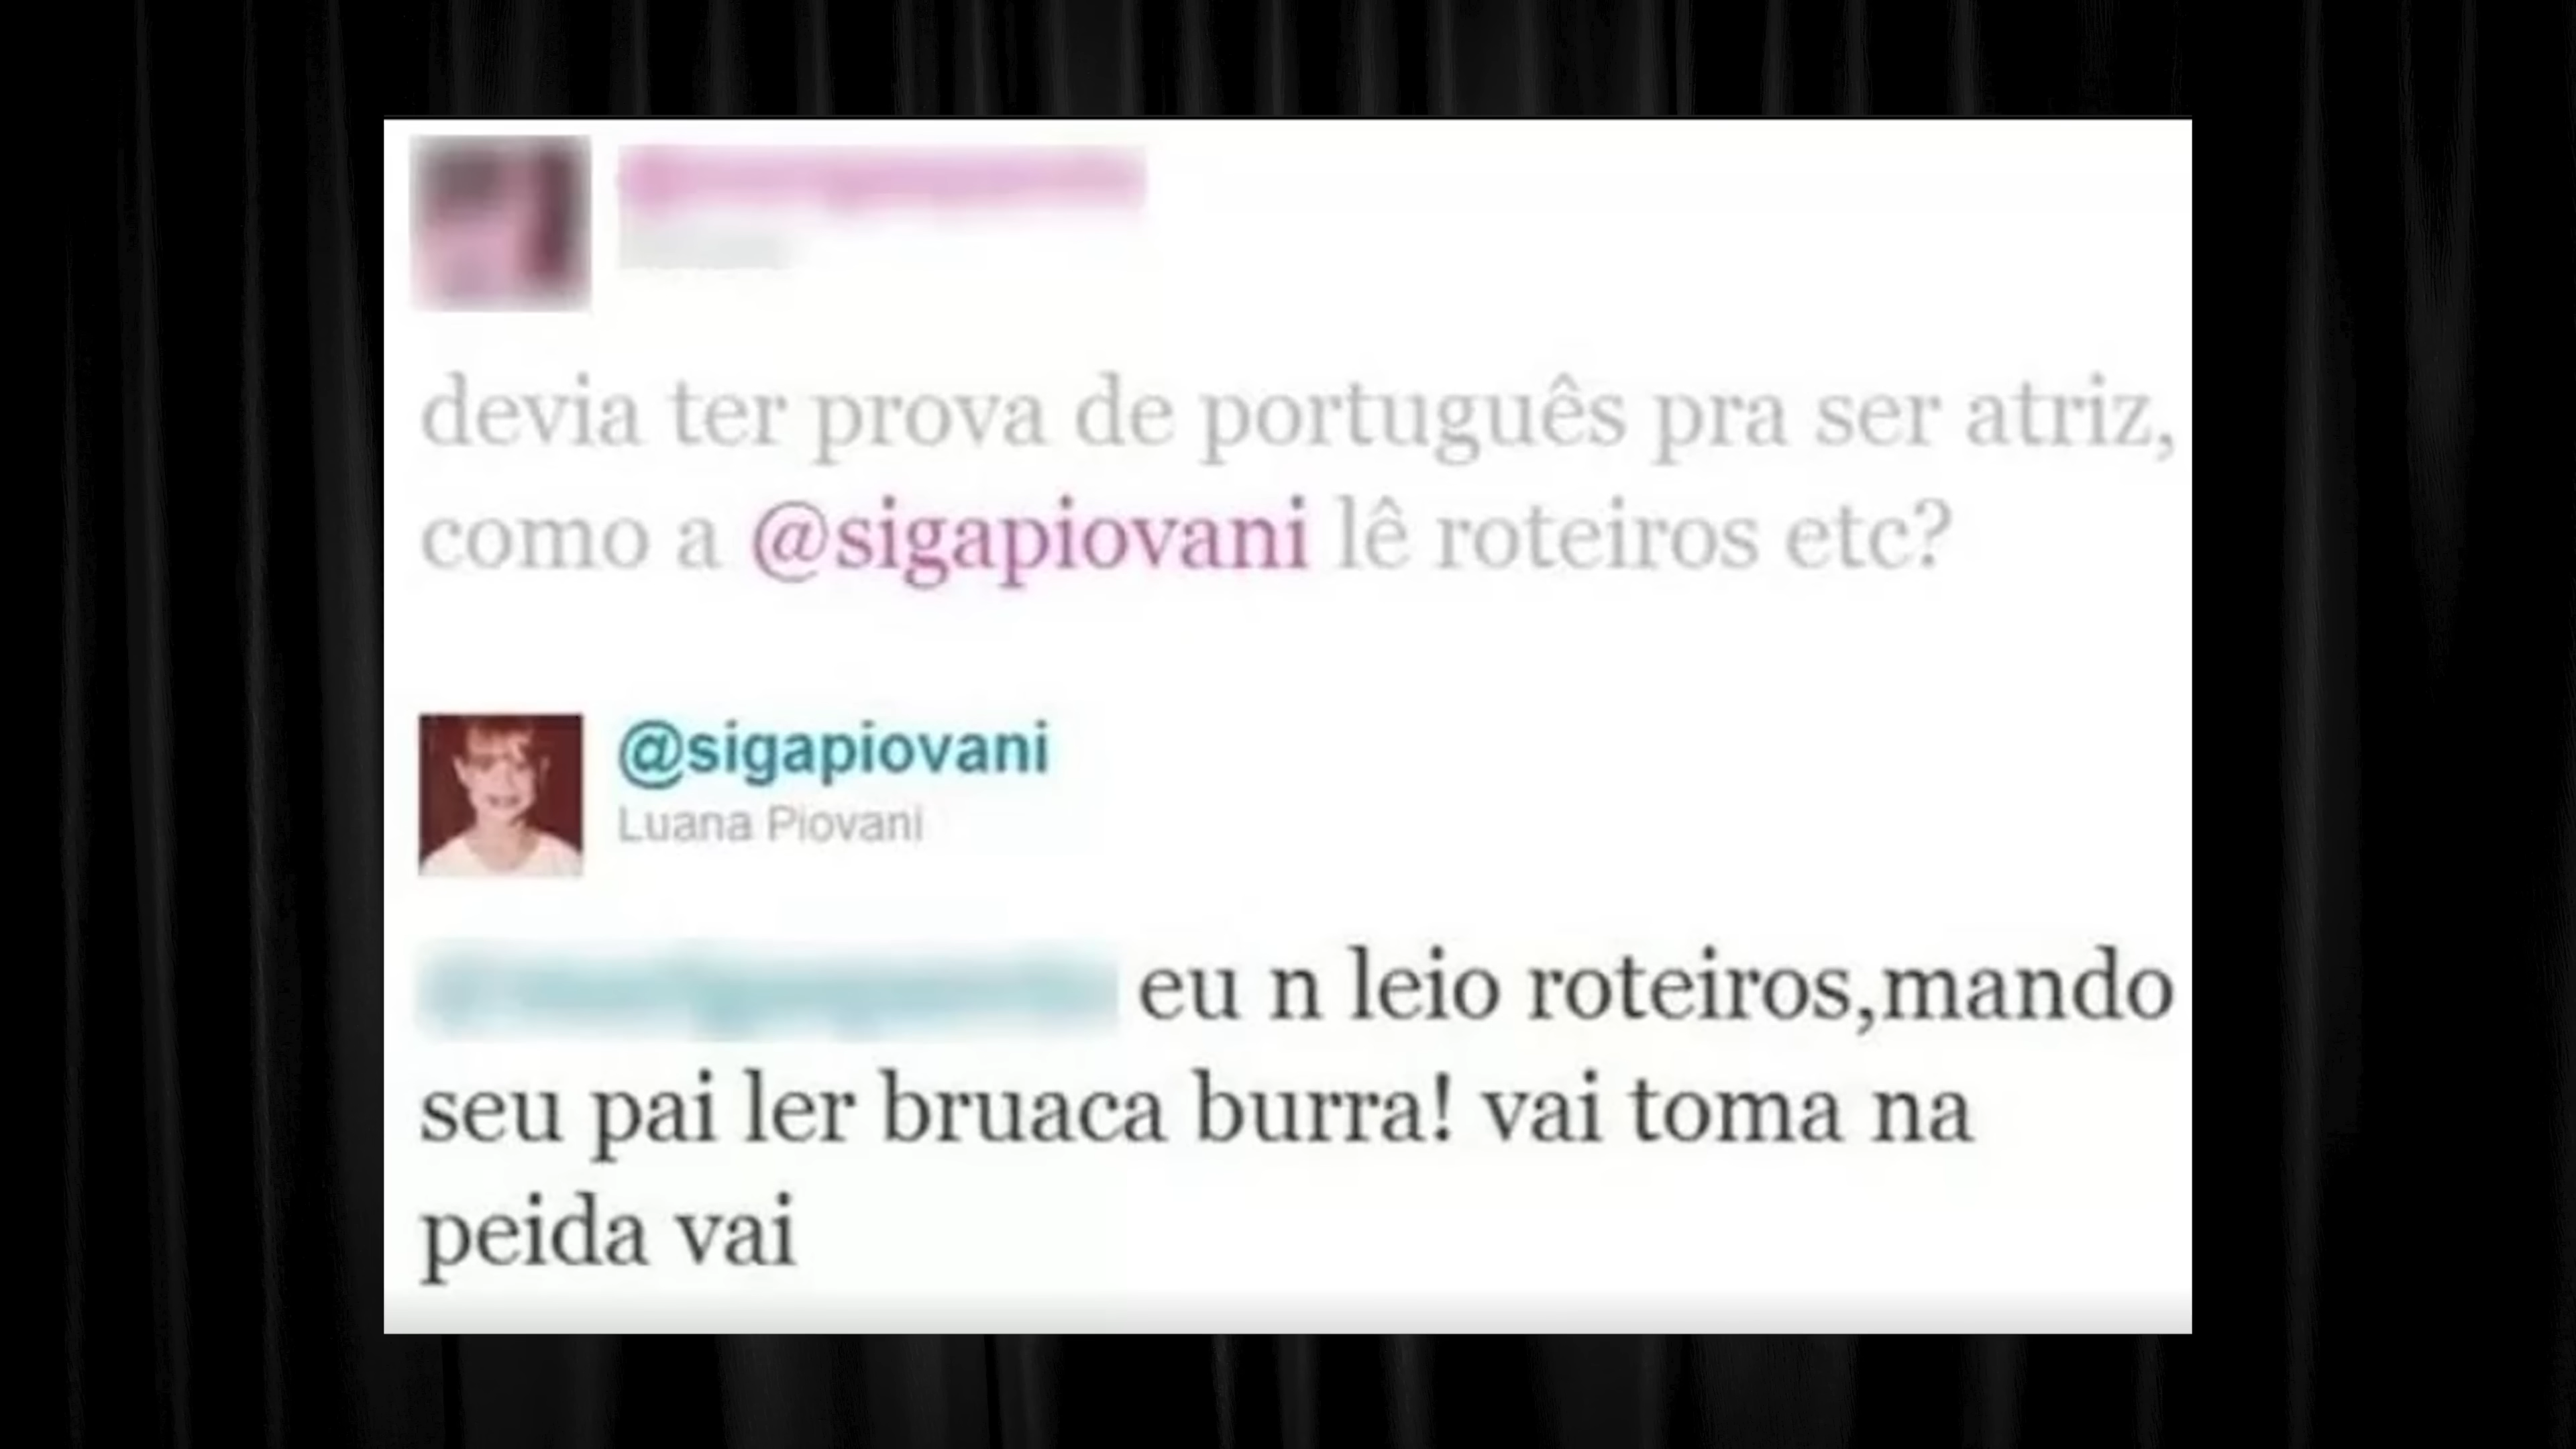 devia ter prova de português pra ser atriz,
como a @sigapiovani lê roteiros etc?
@sigapiovani
Luana Piovani
eu n leio roteiros,mando
seu pai ler bruaca burra! vai toma na
peida vai